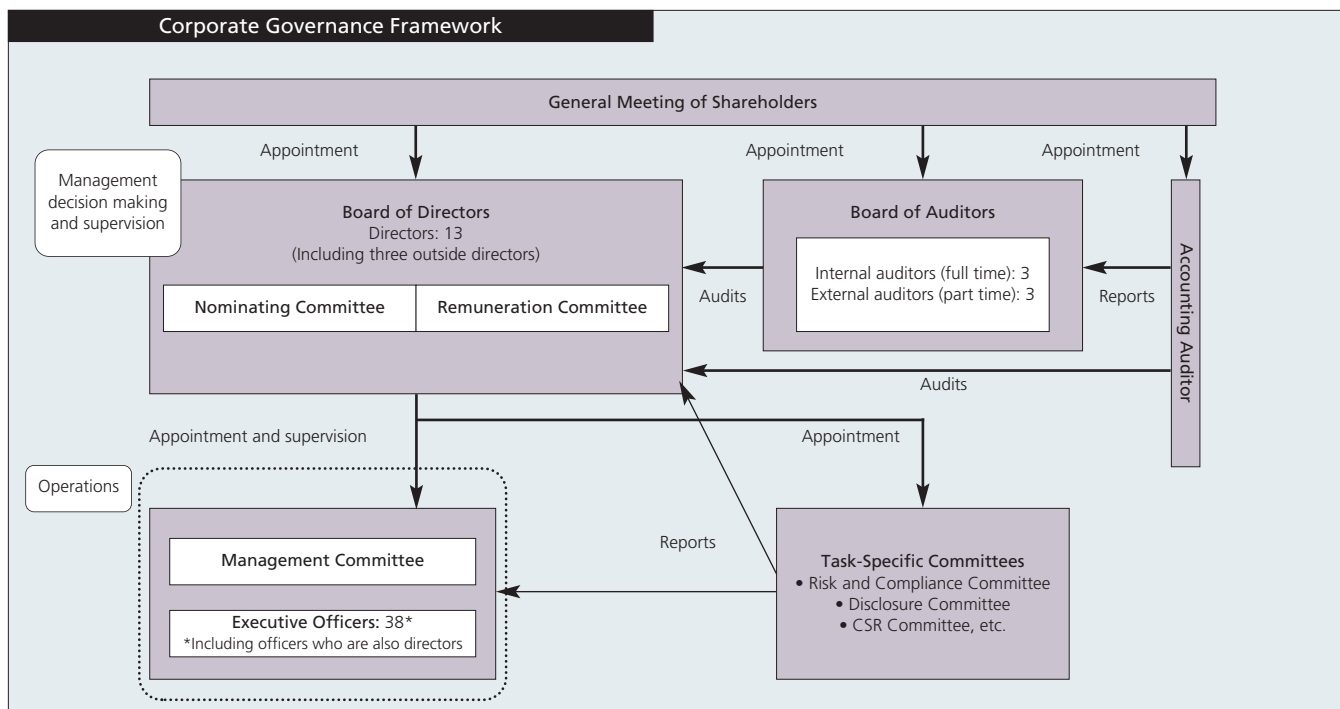 Corporate Governance Framework
General Meeting of Shareholders
Appointment
Appointment
Appointment
Management
decision making
and supervision
Board of Directors
Directors: 13
(Including three outside directors)
Nominating Committee
Remuneration Committee
Audits
Board of Auditors
Internal auditors (full time): 3
External auditors (part time): 3
Reports
Accounting Auditor
Audits
Appointment and supervision
Appointment
Operations
Management Committee
Executive Officers: 38*
*Including officers who are also directors
Reports
Task-Specific Committees
• Risk and Compliance Committee
• Disclosure Committee
• CSR Committee, etc.